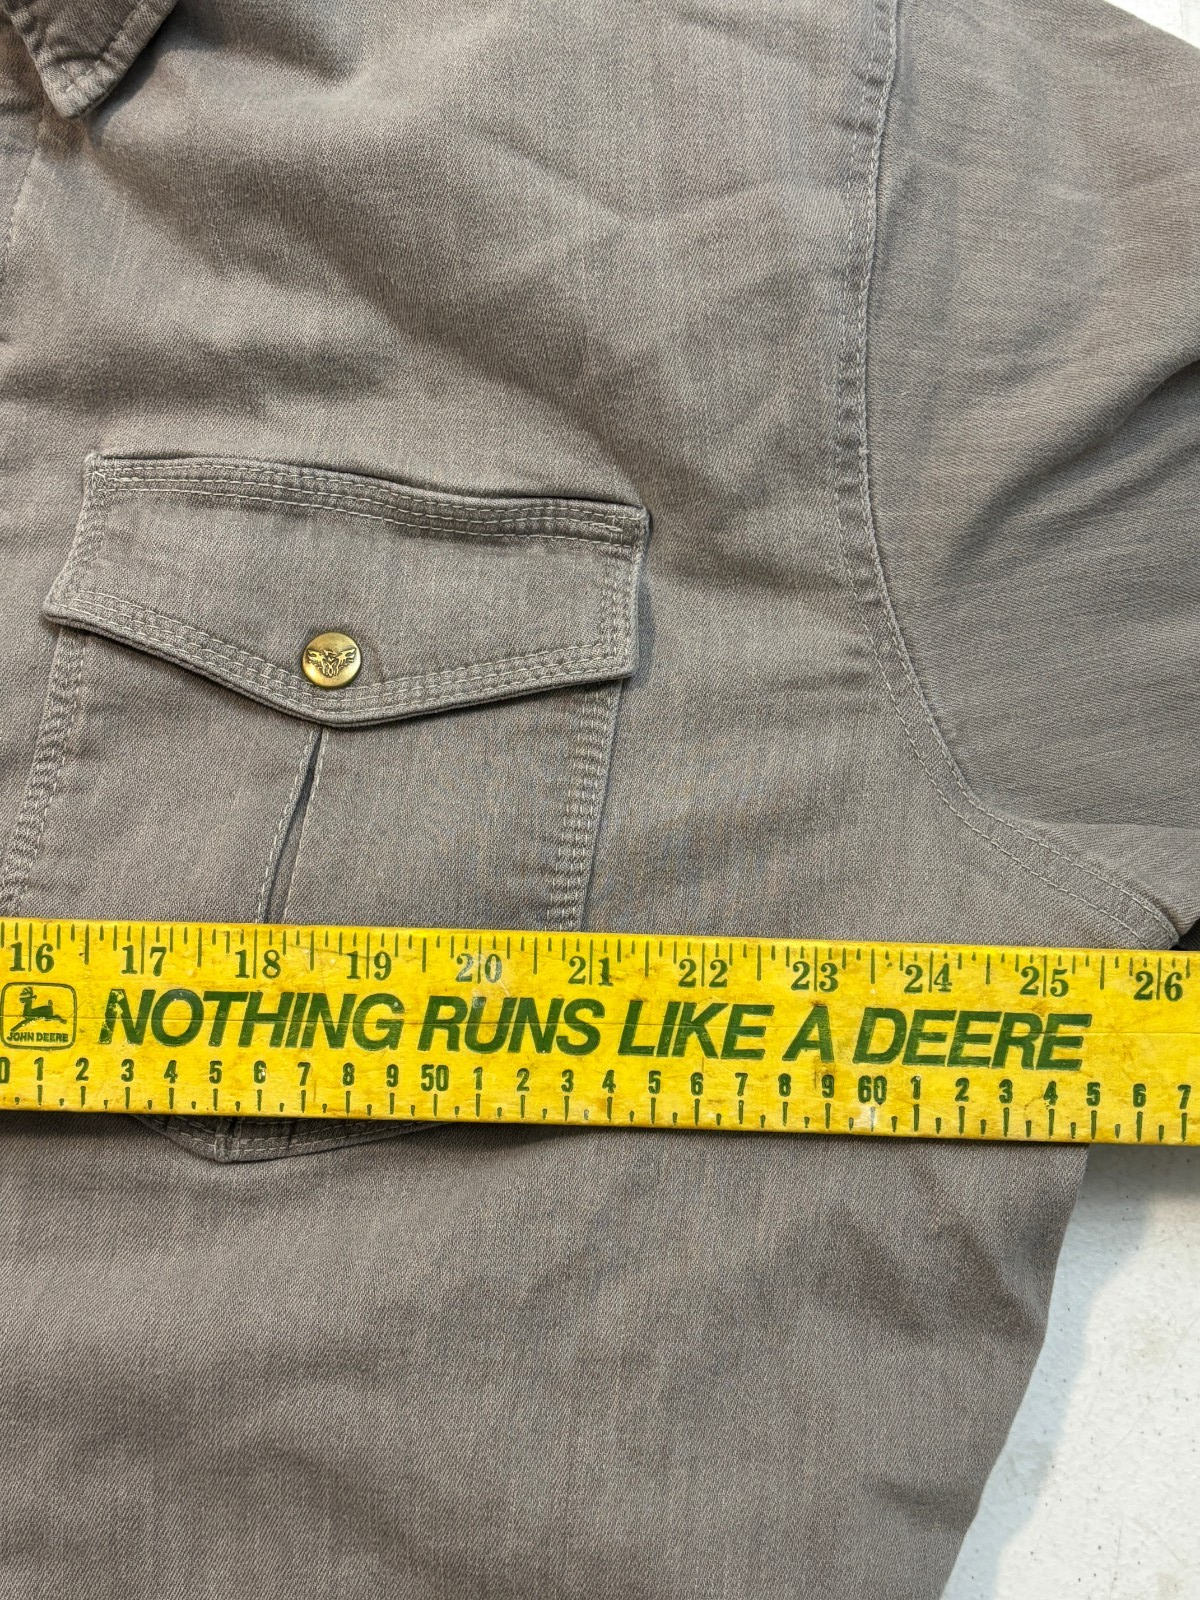 16 17 18 19 20 21 22 23 24 25 26
JOHN DEERE
NOTHING RUNS LIKE A DEERE
0 1 2 3 4 5 6 7 8 9 50 1 2 3 4 5 6 7 8 9 60 1 2 3 4 5 6 7